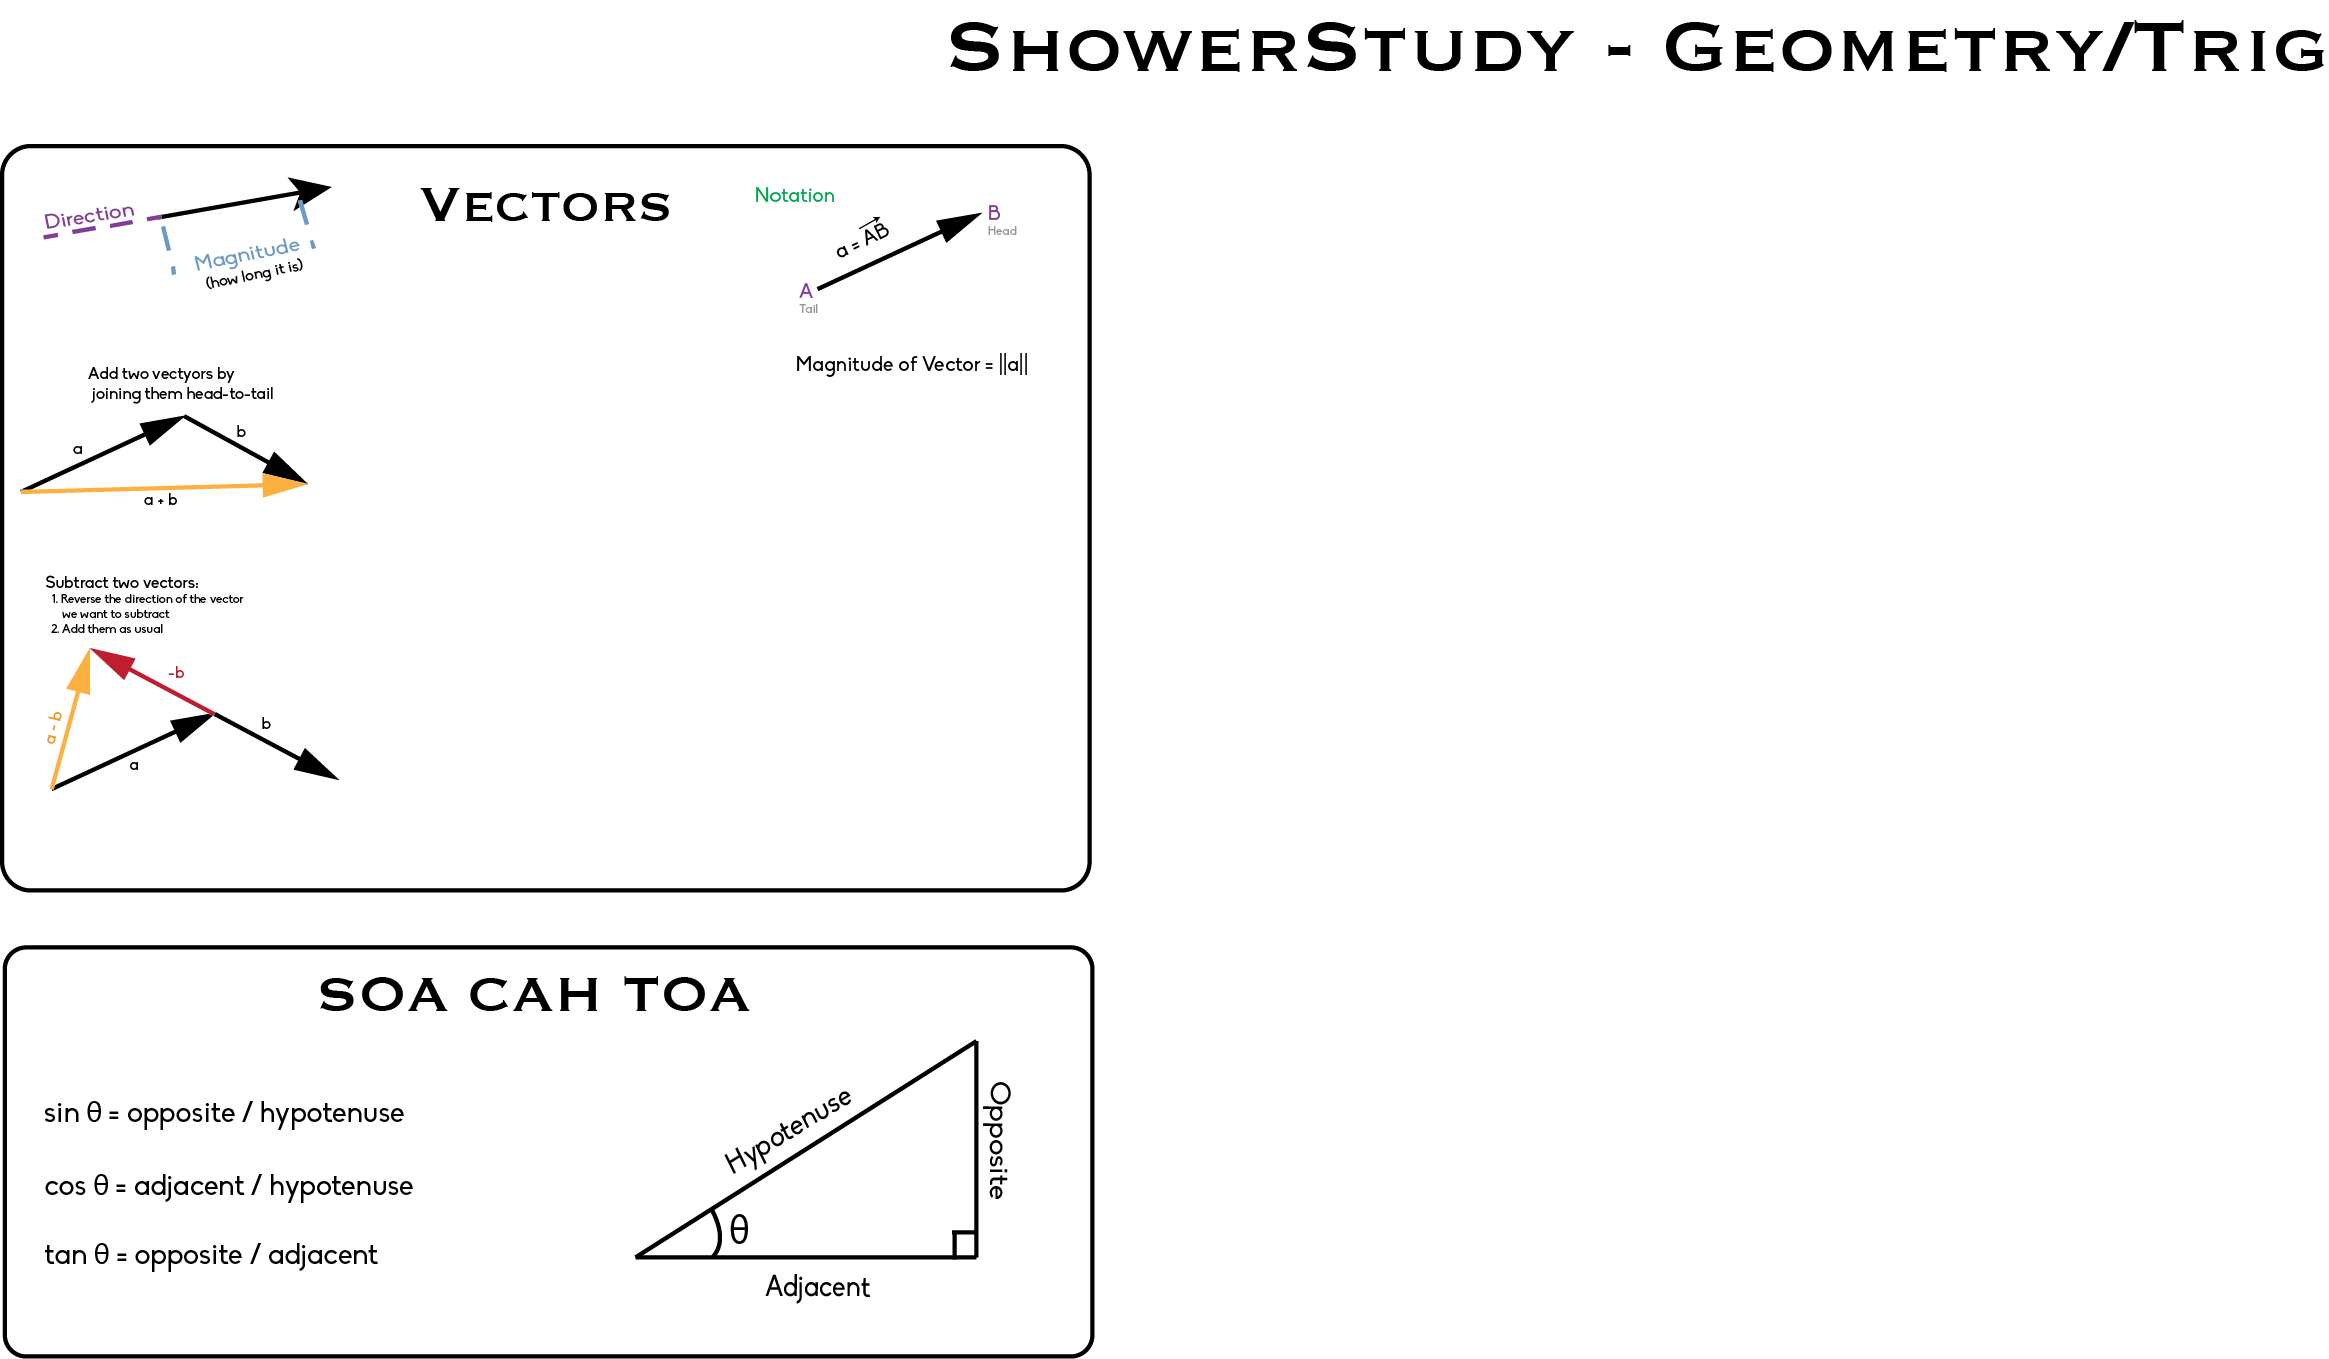 SHOWERSTUDY - GEOMETRY/TRIG
VECTORS
Direction
Magnitude
(how long it is)
Notation
a = AB
B
Head
A
Tail
Magnitude of Vector = ||a||
Add two vectyors by
joining them head-to-tail
a
b
a + b
Subtract two vectors:
1. Reverse the direction of the vector
we want to subtract
2. Add them as usual
-b
a - b
b
a
SOA CAH TOA
sin θ = opposite / hypotenuse
cos θ = adjacent / hypotenuse
tan θ = opposite / adjacent
Hypotenuse
Opposite
θ
Adjacent